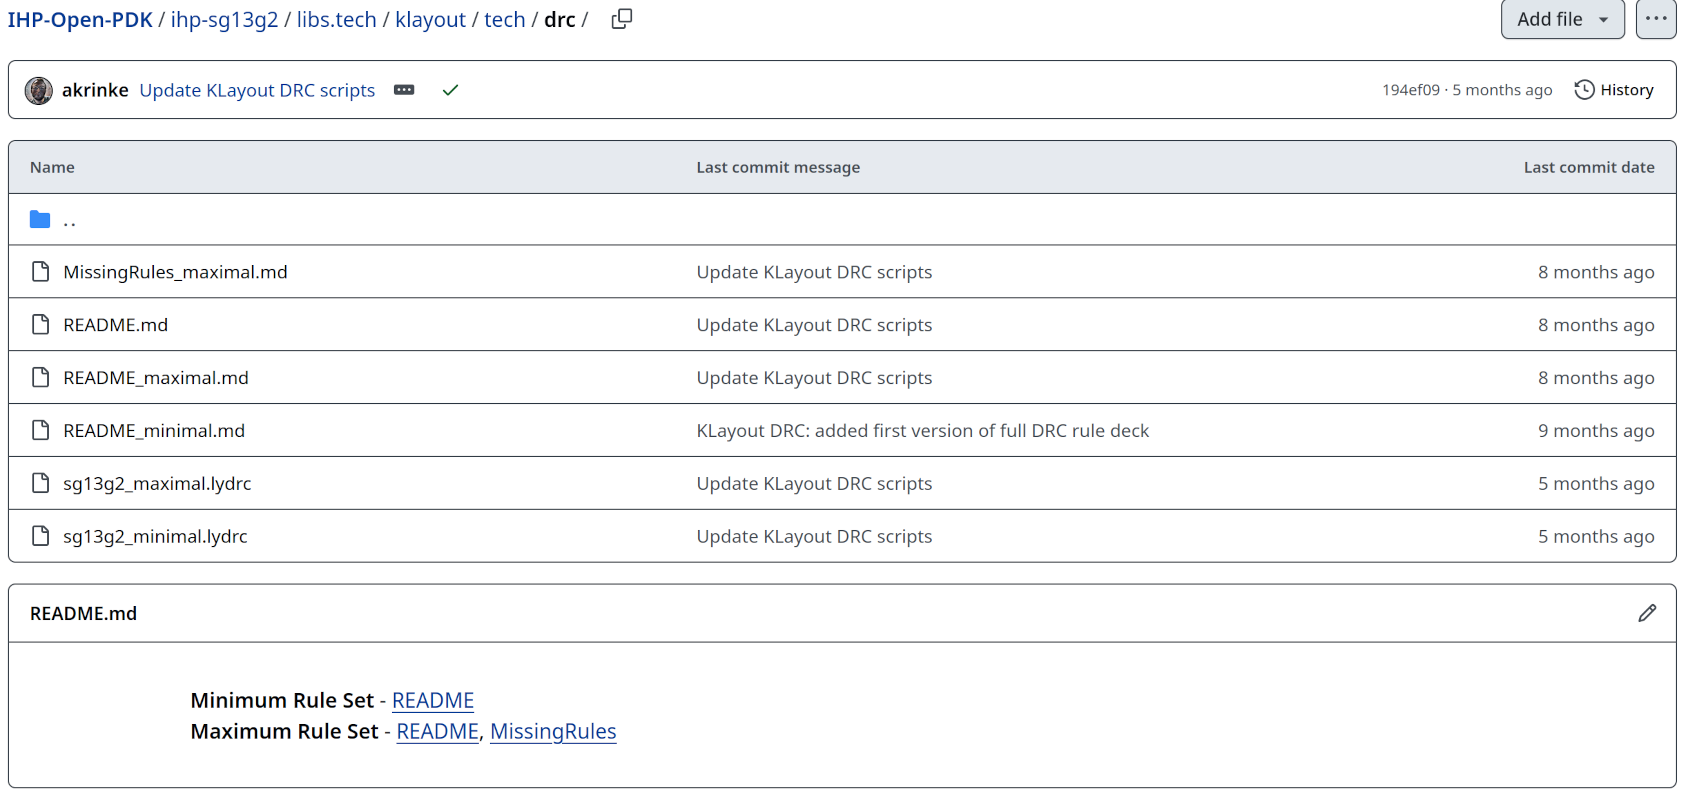 IHP-Open-PDK / ihp-sg13g2 / libs.tech / klayout / tech / drc / Add file ...
akrinke Update KLayout DRC scripts ... 194ef09 · 5 months ago History
Name Last commit message Last commit date
..
MissingRules_maximal.md Update KLayout DRC scripts 8 months ago
README.md Update KLayout DRC scripts 8 months ago
README_maximal.md Update KLayout DRC scripts 8 months ago
README_minimal.md KLayout DRC: added first version of full DRC rule deck 9 months ago
sg13g2_maximal.lydrc Update KLayout DRC scripts 5 months ago
sg13g2_minimal.lydrc Update KLayout DRC scripts 5 months ago
README.md
Minimum Rule Set - README
Maximum Rule Set - README, MissingRules